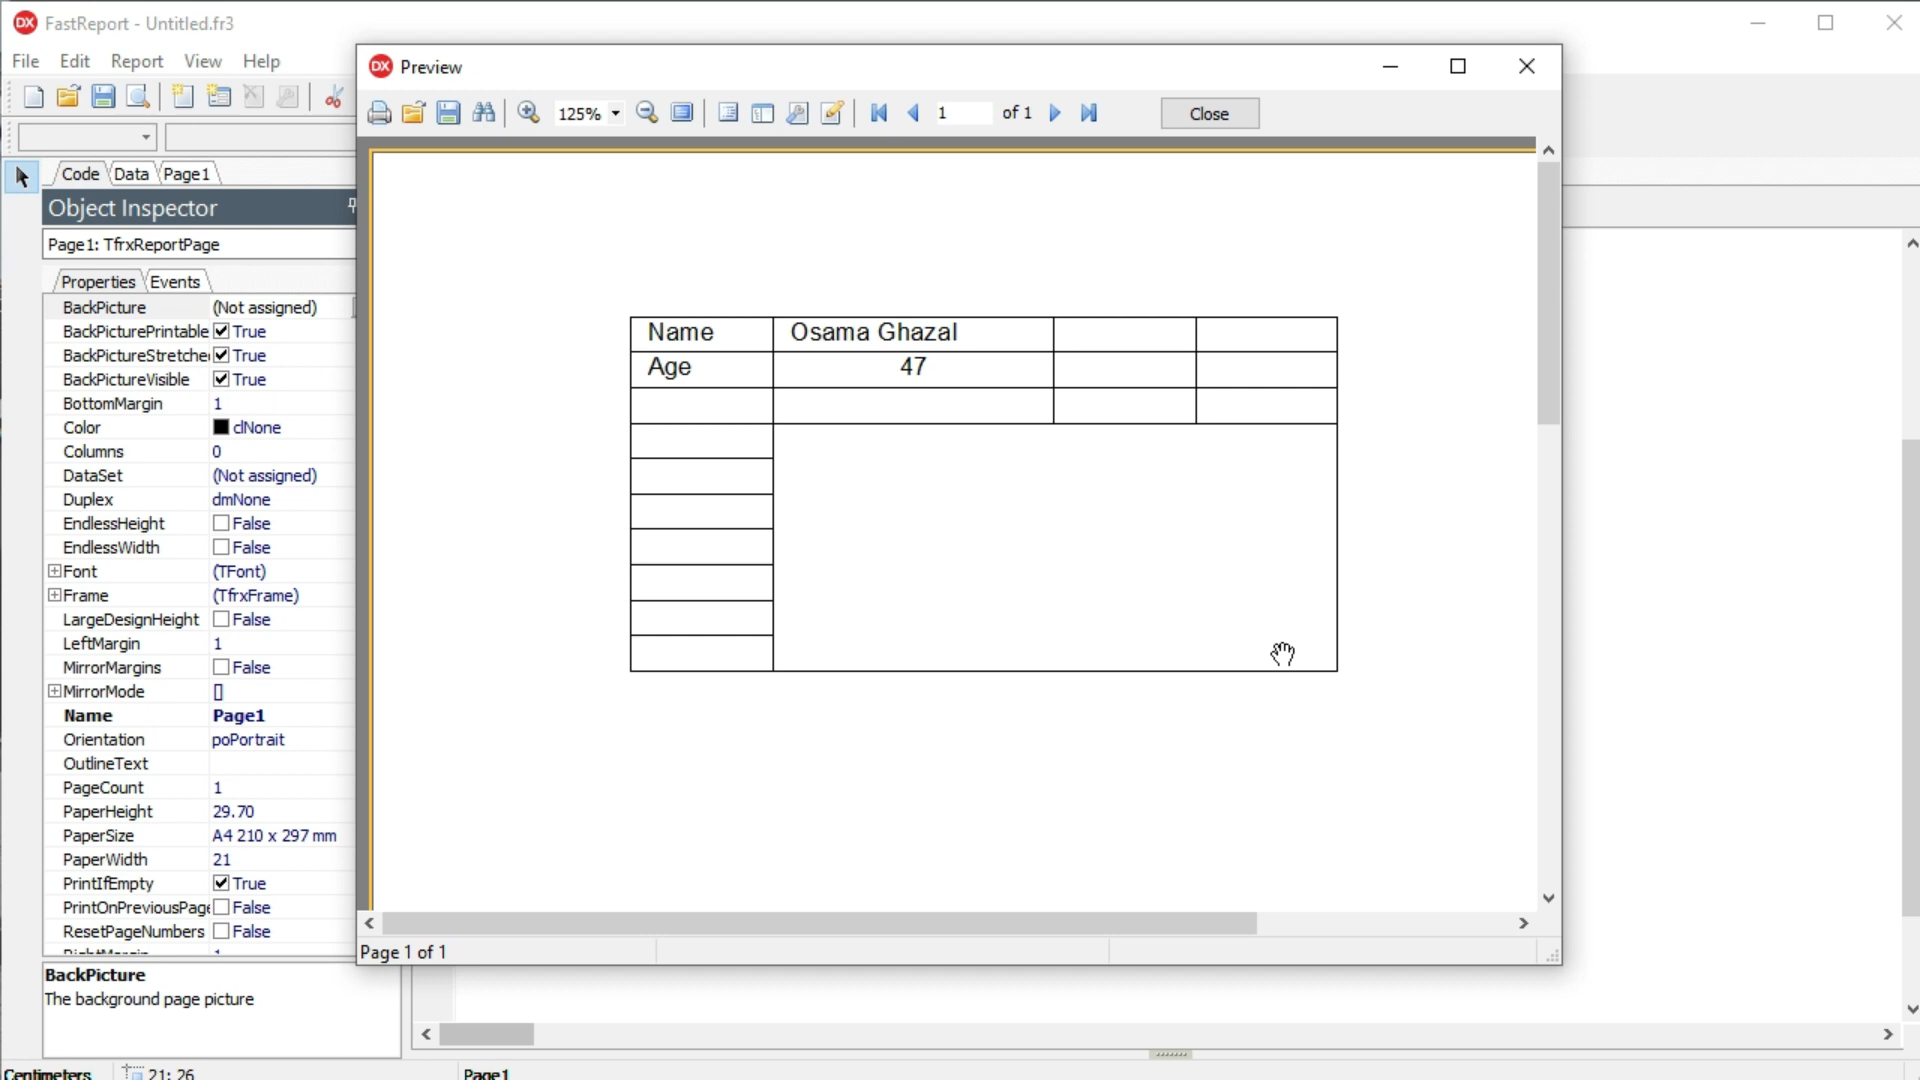 FastReport - Untitled.fr3
File Edit Report View Help
Preview
125% 1 of 1 Close
Code Data Page1
Object Inspector
Page1: TfrxReportPage
Properties Events
BackPicture (Not assigned)
BackPicturePrintable True
BackPictureStretche True
BackPictureVisible True
BottomMargin 1
Color clNone
Columns 0
DataSet (Not assigned)
Duplex dmNone
EndlessHeight False
EndlessWidth False
Font (TFont)
Frame (TfrxFrame)
LargeDesignHeight False
LeftMargin 1
MirrorMargins False
MirrorMode []
Name Page1
Orientation poPortrait
OutlineText
PageCount 1
PaperHeight 29.70
PaperSize A4 210 x 297 mm
PaperWidth 21
PrintIfEmpty True
PrintOnPreviousPage False
ResetPageNumbers False
RightMargin 1
BackPicture
The background page picture
Name Osama Ghazal
Age 47
Page 1 of 1
Centimeters 21; 26 Page1